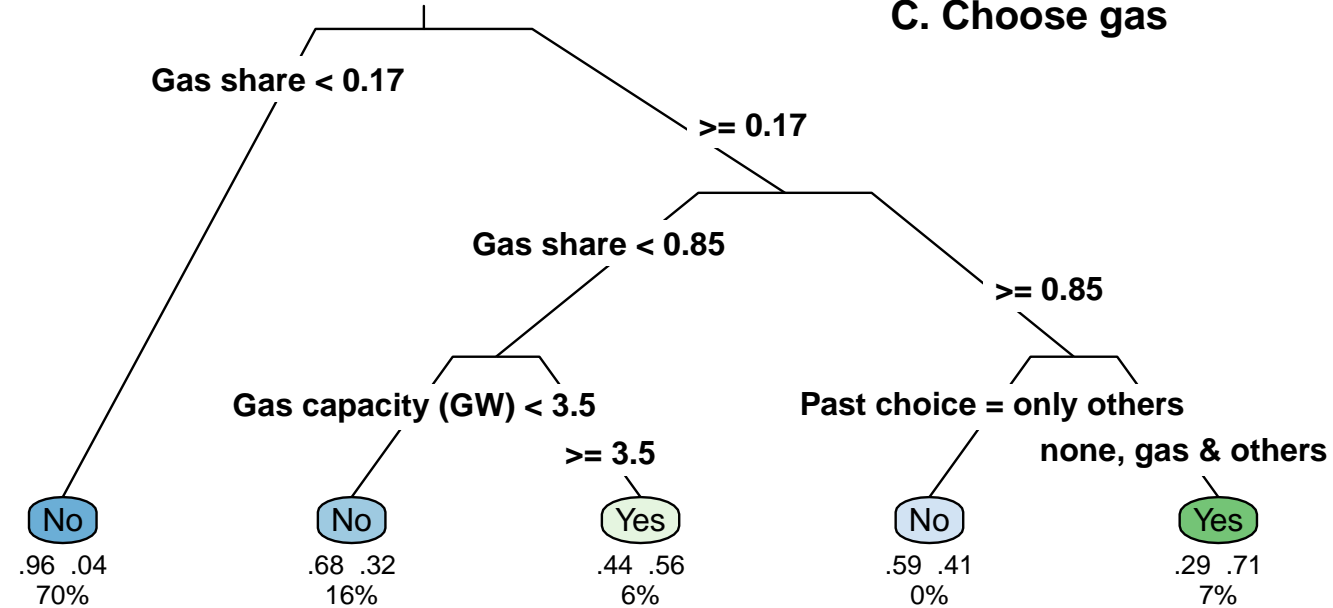 C. Choose gas
Gas share < 0.17
>= 0.17
Gas share < 0.85
>= 0.85
Gas capacity (GW) < 3.5
>= 3.5
Past choice = only others
none, gas & others
No No Yes No Yes
.96 .04 .68 .32 .44 .56 .59 .41 .29 .71
70% 16% 6% 0% 7%